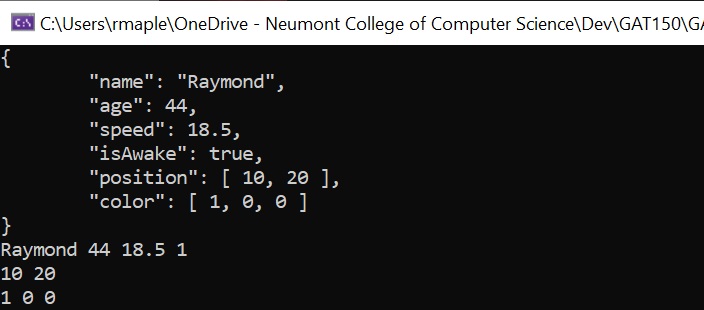 C:\Users\rmaple\OneDrive - Neumont College of Computer Science\Dev\GAT150\GA
{
"name": "Raymond",
"age": 44,
"speed": 18.5,
"isAwake": true,
"position": [ 10, 20 ],
"color": [ 1, 0, 0 ]
}
Raymond 44 18.5 1
10 20
1 0 0